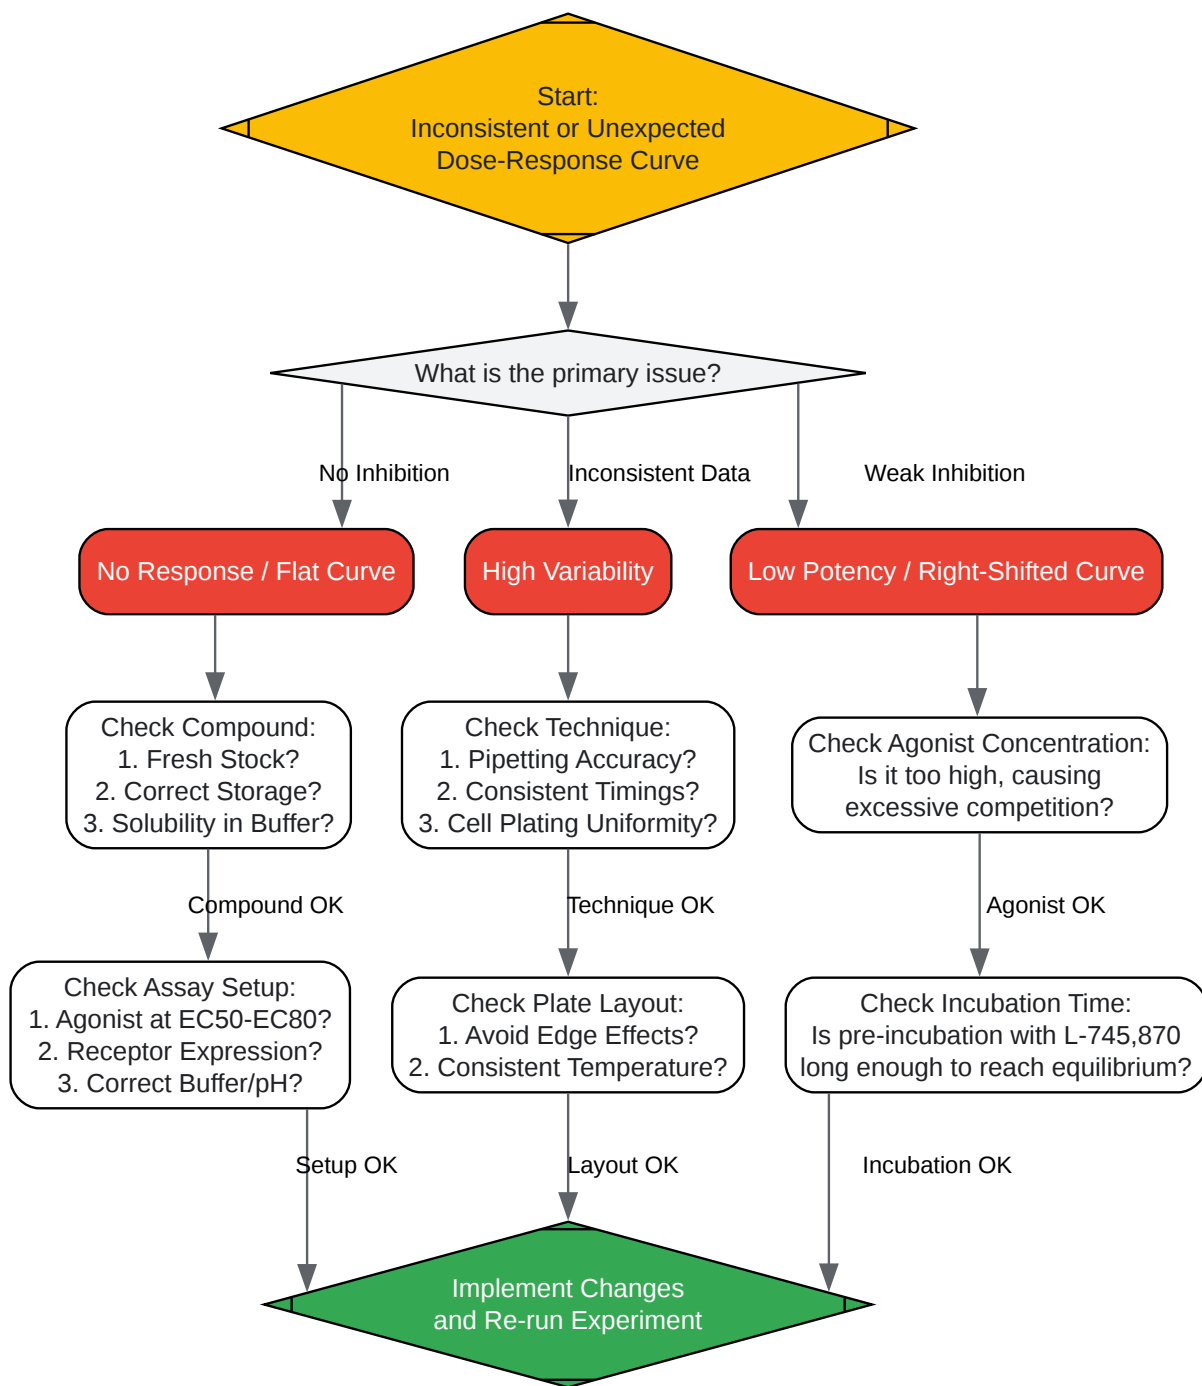 Start:
Inconsistent or Unexpected
Dose-Response Curve
What is the primary issue?
No Inhibition
Inconsistent Data
Weak Inhibition
No Response / Flat Curve
High Variability
Low Potency / Right-Shifted Curve
Check Compound:
1. Fresh Stock?
2. Correct Storage?
3. Solubility in Buffer?
Check Technique:
1. Pipetting Accuracy?
2. Consistent Timings?
3. Cell Plating Uniformity?
Check Agonist Concentration:
Is it too high, causing
excessive competition?
Compound OK
Technique OK
Agonist OK
Check Assay Setup:
1. Agonist at EC50-EC80?
2. Receptor Expression?
3. Correct Buffer/pH?
Check Plate Layout:
1. Avoid Edge Effects?
2. Consistent Temperature?
Check Incubation Time:
Is pre-incubation with L-745,870
long enough to reach equilibrium?
Setup OK
Layout OK
Incubation OK
Implement Changes
and Re-run Experiment